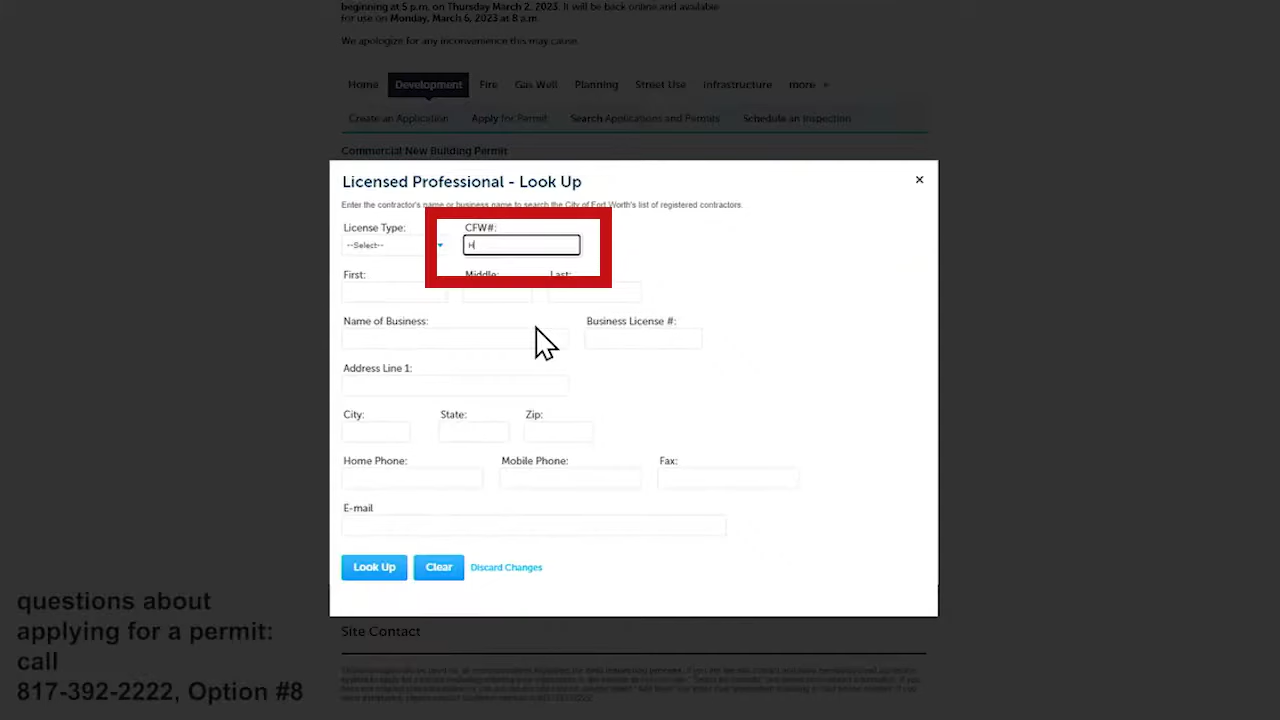 beginning at 5 p.m. on Thursday March 2, 2023. It will be back online and available
for use on Monday, March 6, 2023 at 8 a.m.
We apologize for any inconvenience this may cause.
Home Development Fire Gas Well Planning Street Use Infrastructure more
Create an Application Apply for Permit Search Applications and Permits Schedule an Inspection
Commercial New Building Permit
Licensed Professional - Look Up ×
Enter the contractor's name or business name to search the City of Fort Worth's list of registered contractors.
License Type: CFW#:
--Select-- H
First: Middle: Last:
Name of Business: Business License #:
Address Line 1:
City: State: Zip:
Home Phone: Mobile Phone: Fax:
E-mail
Look Up Clear Discard Changes
questions about
applying for a permit:
call
817-392-2222, Option #8
Site Contact